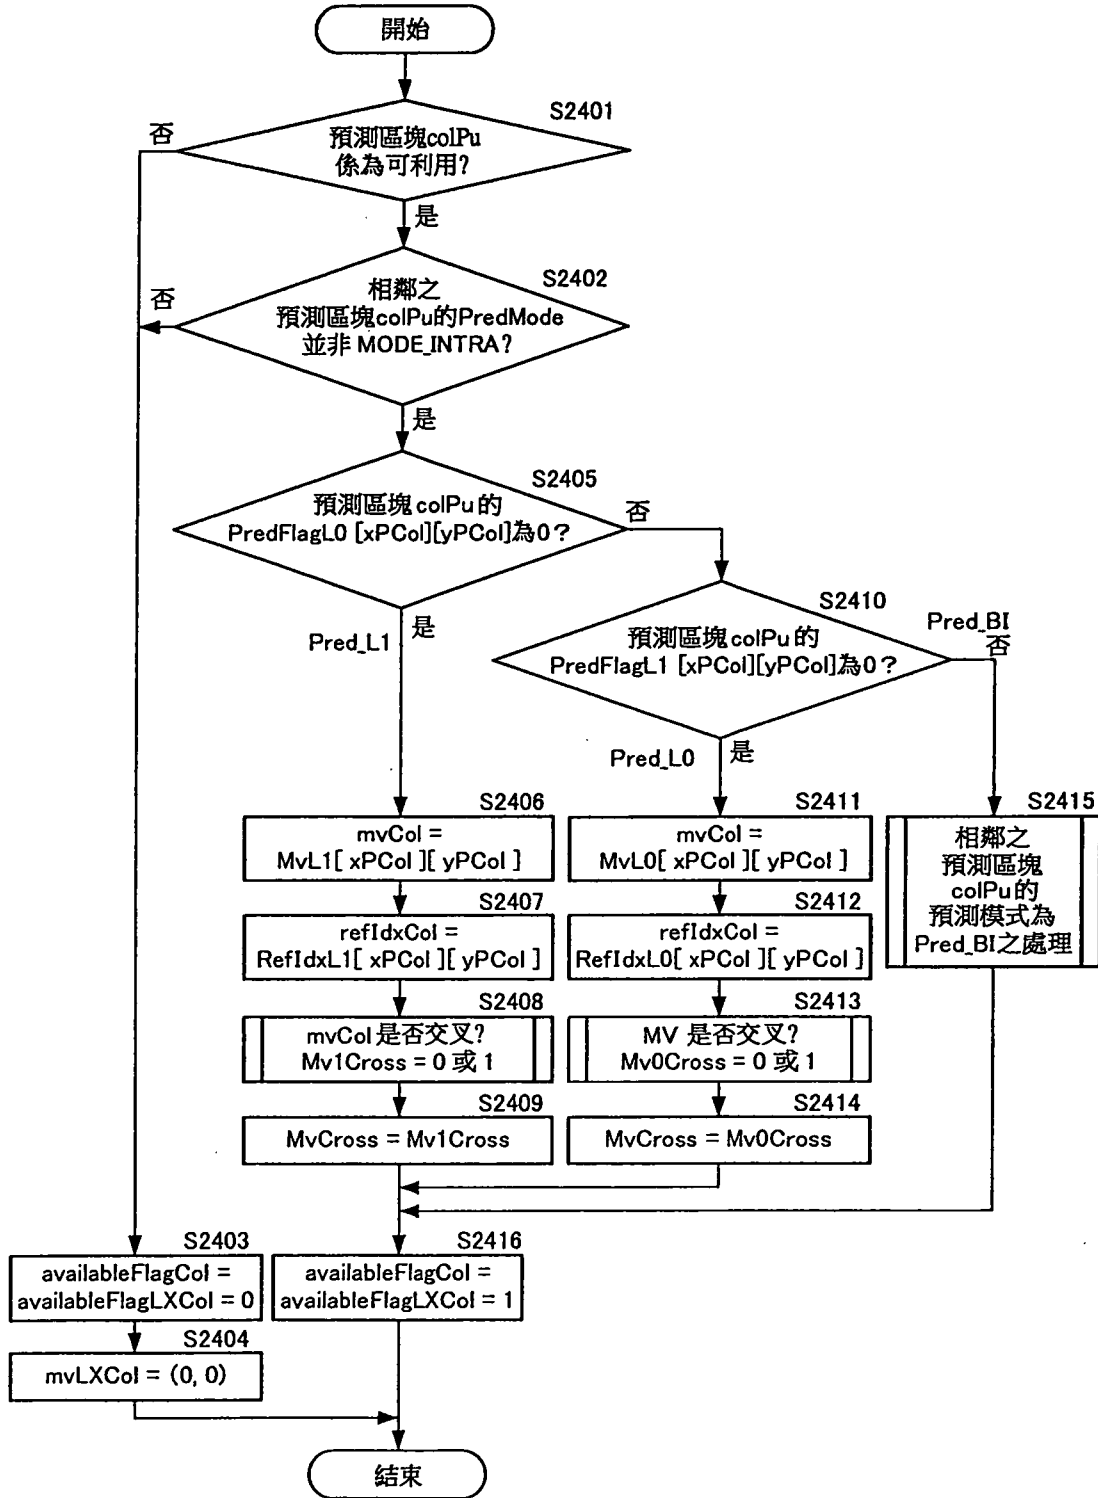 開始
S2401
否
預測區塊colPu
係為可利用?
是
S2402
否
相鄰之
預測區塊colPu的PredMode
並非 MODE_INTRA?
是
S2405
預測區塊colPu的
PredFlagL0 [xPCol][yPCol]為0?
否
是
Pred_L1
S2410
Pred_BI
否
預測區塊colPu的
PredFlagL1 [xPCol][yPCol]為0?
Pred_L0
是
S2406
mvCol =
MvL1[ xPCol ][ yPCol ]
S2411
mvCol =
MvL0[ xPCol ][ yPCol ]
S2415
相鄰之
預測區塊
colPu的
預測模式為
Pred_BI之處理
S2407
refIdxCol =
RefIdxL1[ xPCol ][ yPCol ]
S2412
refIdxCol =
RefIdxL0[ xPCol ][ yPCol ]
S2408
mvCol 是否交叉?
Mv1Cross = 0 或 1
S2413
MV 是否交叉?
Mv0Cross = 0 或 1
S2409
MvCross = Mv1Cross
S2414
MvCross = Mv0Cross
S2403
availableFlagCol =
availableFlagLXCol = 0
S2416
availableFlagCol =
availableFlagLXCol = 1
S2404
mvLXCol = (0, 0)
結束